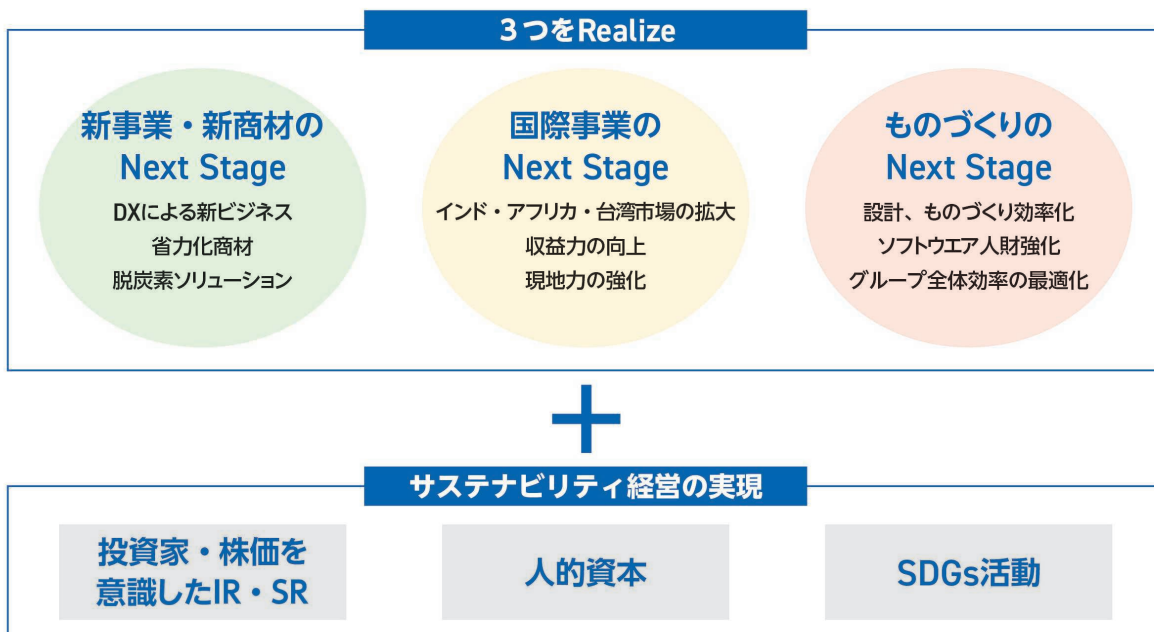 3つをRealize
新事業・新商材の
Next Stage
DXによる新ビジネス
省力化商材
脱炭素ソリューション
国際事業の
Next Stage
インド・アフリカ・台湾市場の拡大
収益力の向上
現地力の強化
ものづくりの
Next Stage
設計、ものづくり効率化
ソフトウエア人財強化
グループ全体効率の最適化
+
サステナビリティ経営の実現
投資家・株価を
意識したIR・SR
人的資本
SDGs活動